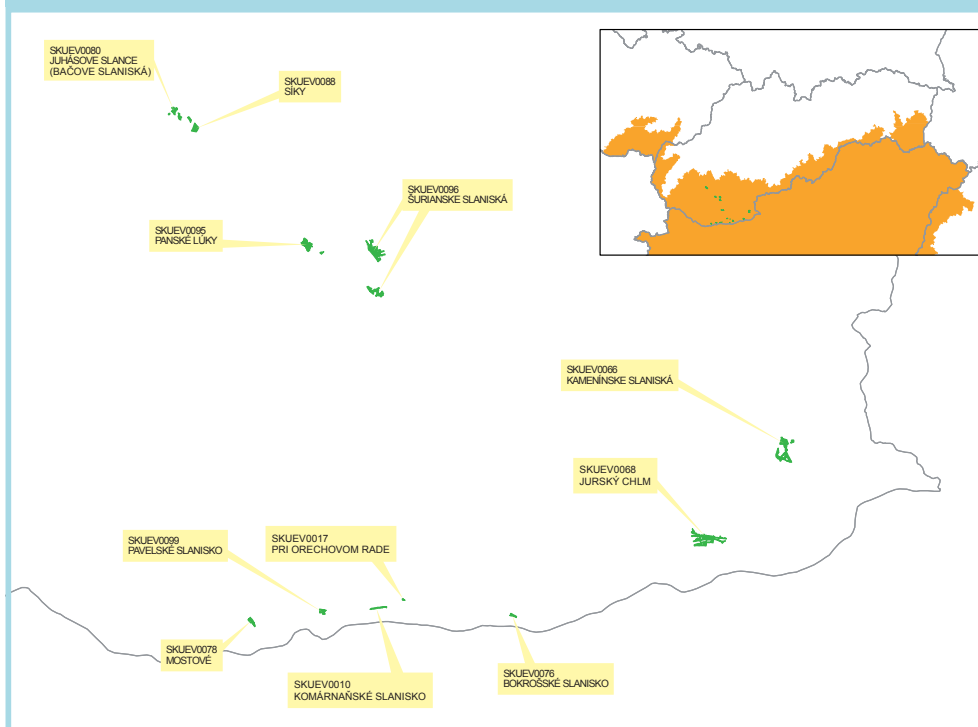 SKUEV0080
JUHÁSOVE SLANCE
(BAČOVE SLANISKÁ)
SKUEV0088
SÍKY
SKUEV0096
ŠURIANSKE SLANISKÁ
SKUEV0095
PANSKÉ LÚKY
SKUEV0066
KAMENÍNSKE SLANISKÁ
SKUEV0068
JURSKÝ CHLM
SKUEV0099
PAVELSKÉ SLANISKO
SKUEV0017
PRI ORECHOVOM RADE
SKUEV0078
MOSTOVÉ
SKUEV0010
KOMÁRNAŇSKÉ SLANISKO
SKUEV0076
BOKROŠSKÉ SLANISKO